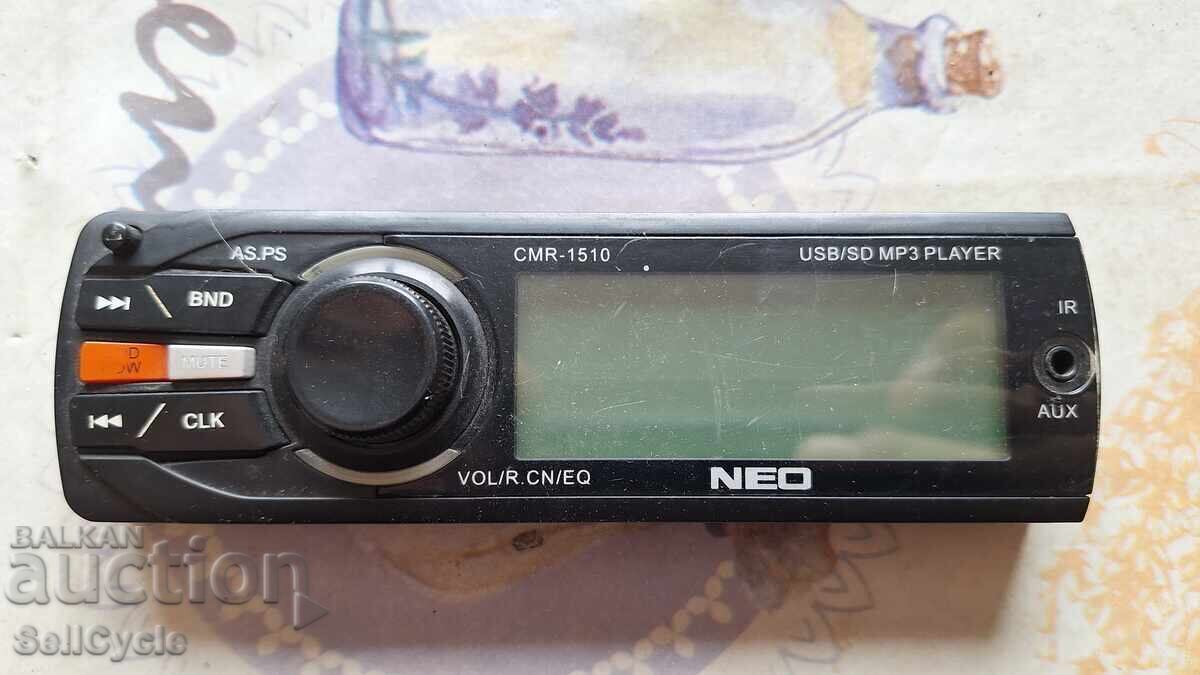 en
AS.PS
CMR-1510
USB/SD MP3 PLAYER
BND
IR
MUTE
CLK
AUX
VOL/R.CN/EQ
NEO
BALKAN
auction
SellCycle